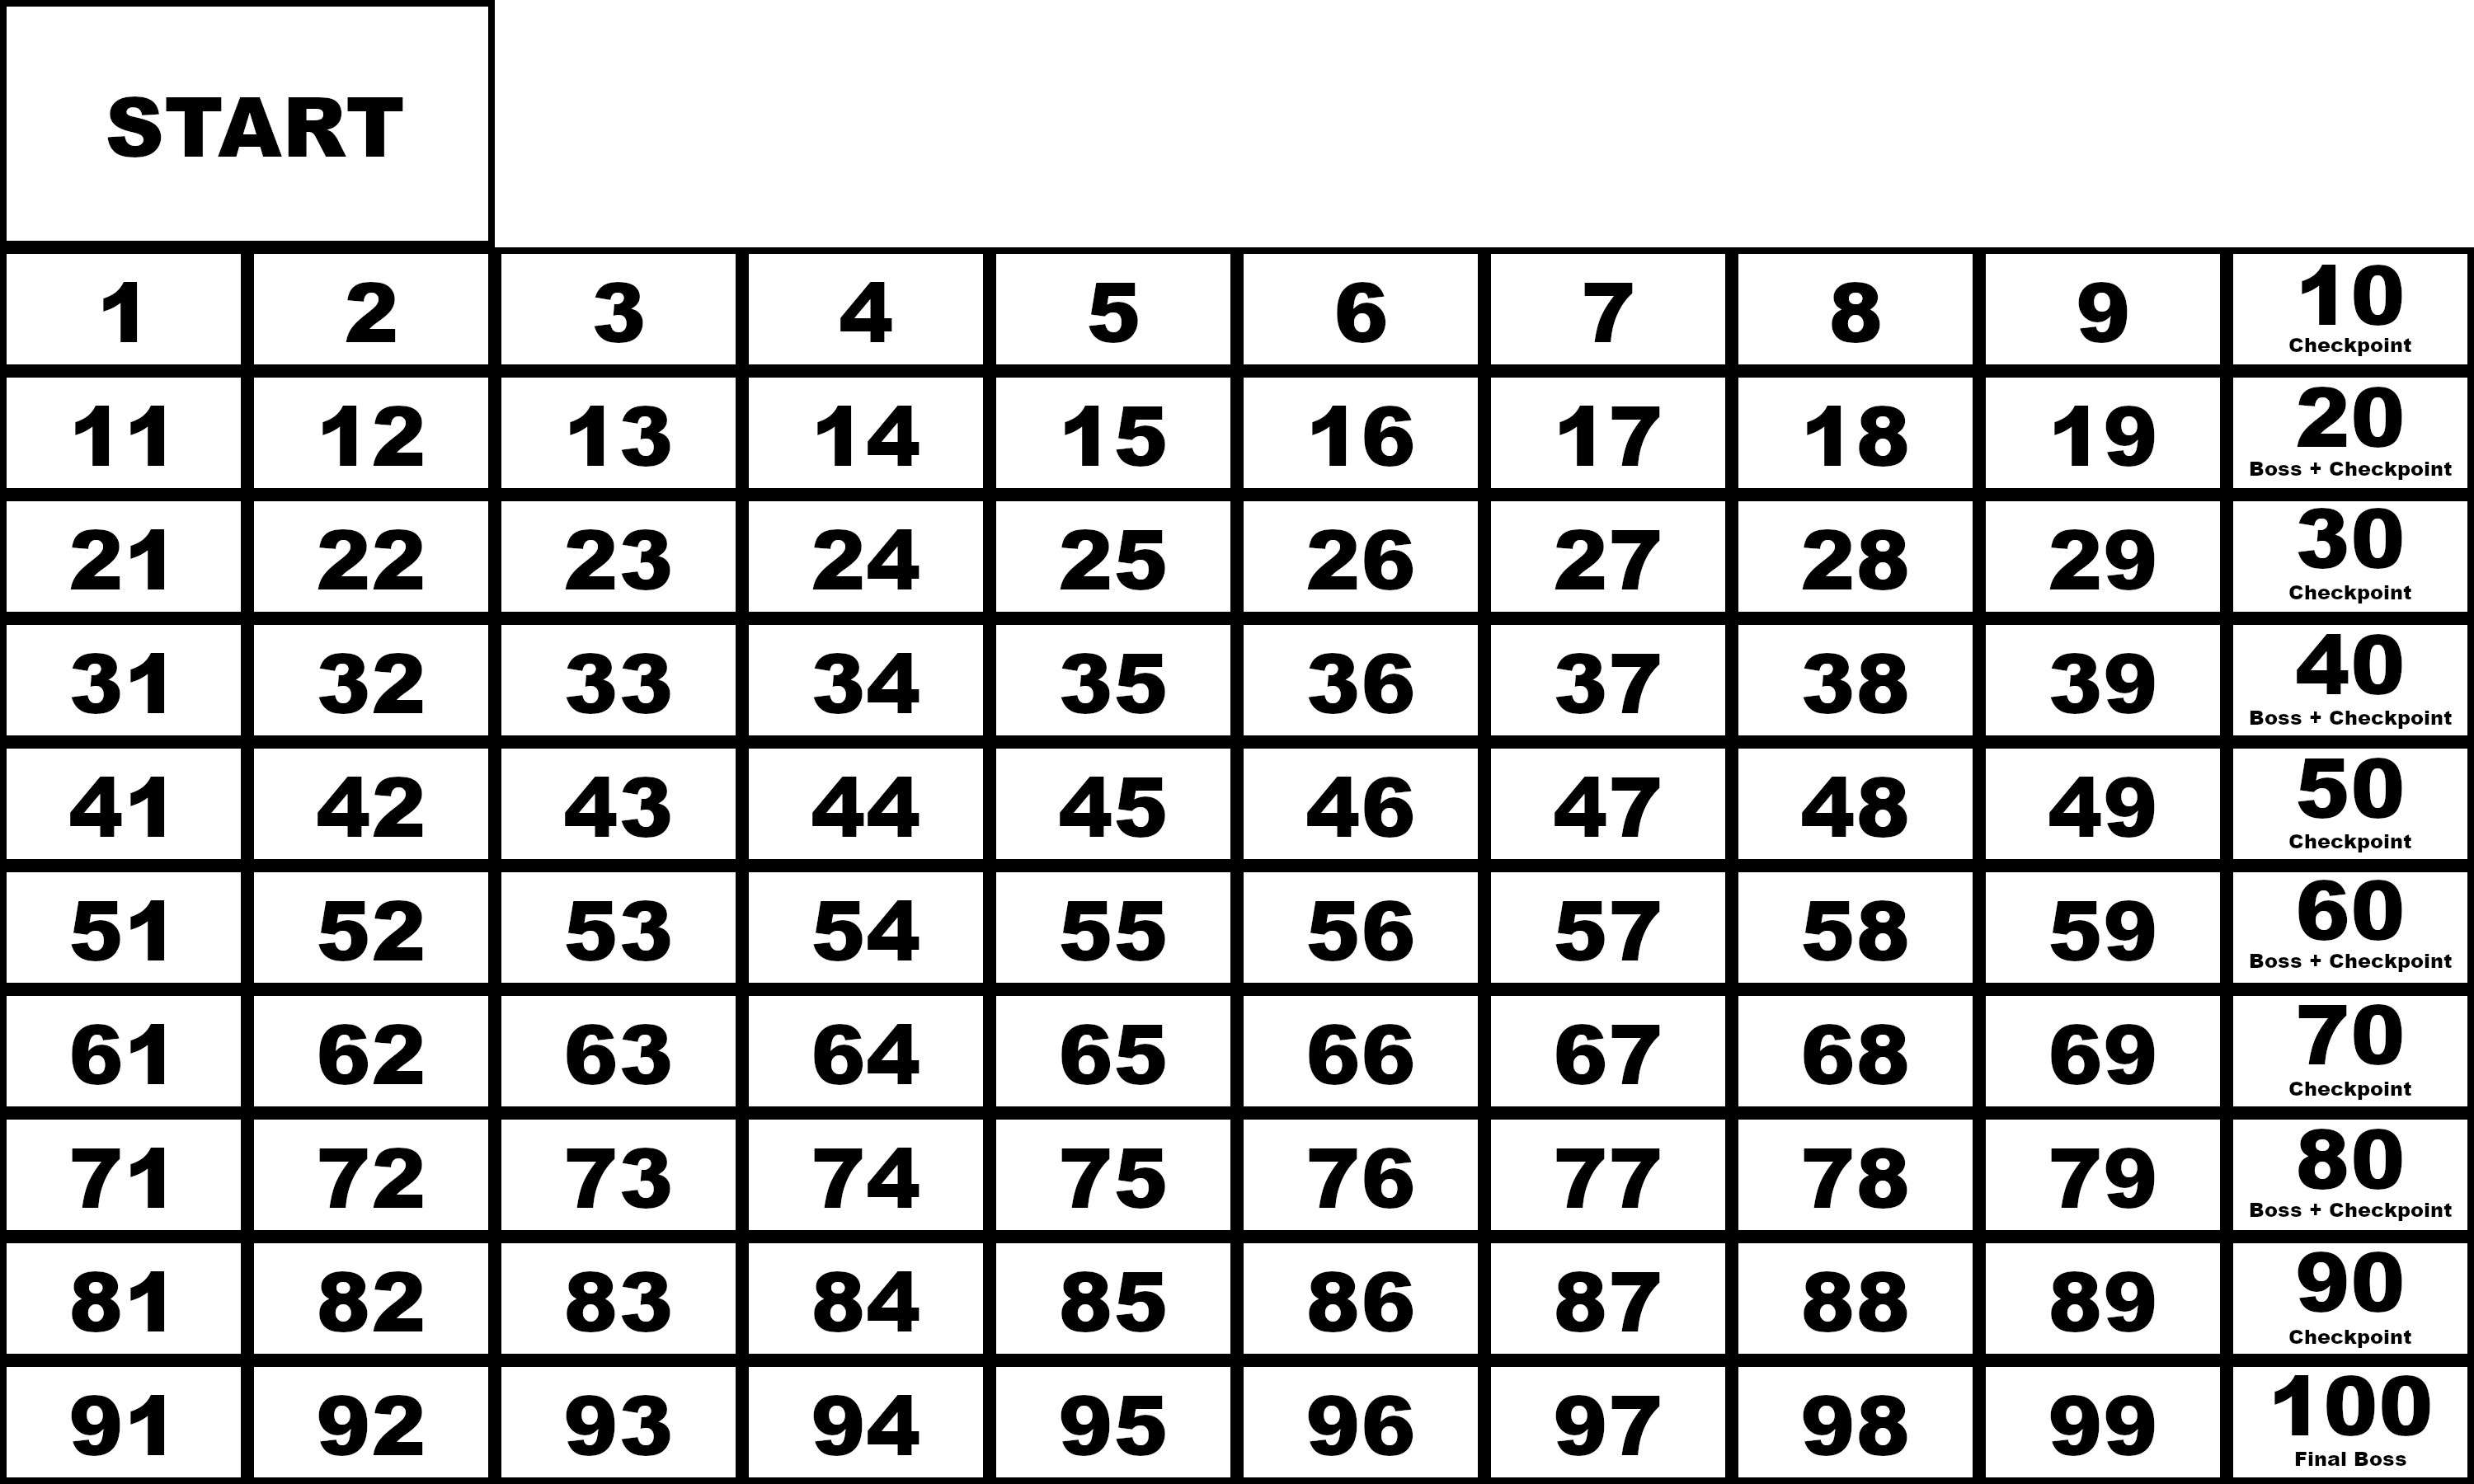 START
1 2 3 4 5 6 7 8 9 10
Checkpoint
11 12 13 14 15 16 17 18 19 20
Boss + Checkpoint
21 22 23 24 25 26 27 28 29 30
Checkpoint
31 32 33 34 35 36 37 38 39 40
Boss + Checkpoint
41 42 43 44 45 46 47 48 49 50
Checkpoint
51 52 53 54 55 56 57 58 59 60
Boss + Checkpoint
61 62 63 64 65 66 67 68 69 70
Checkpoint
71 72 73 74 75 76 77 78 79 80
Boss + Checkpoint
81 82 83 84 85 86 87 88 89 90
Checkpoint
91 92 93 94 95 96 97 98 99 100
Final Boss